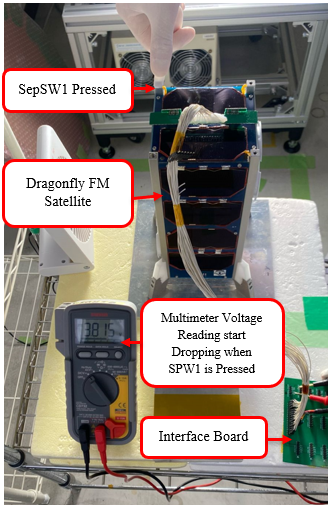 SepSW1 Pressed
Dragonfly FM
Satellite
Multimeter Voltage
Reading start
Dropping when
SPW1 is Pressed
3815
Interface Board